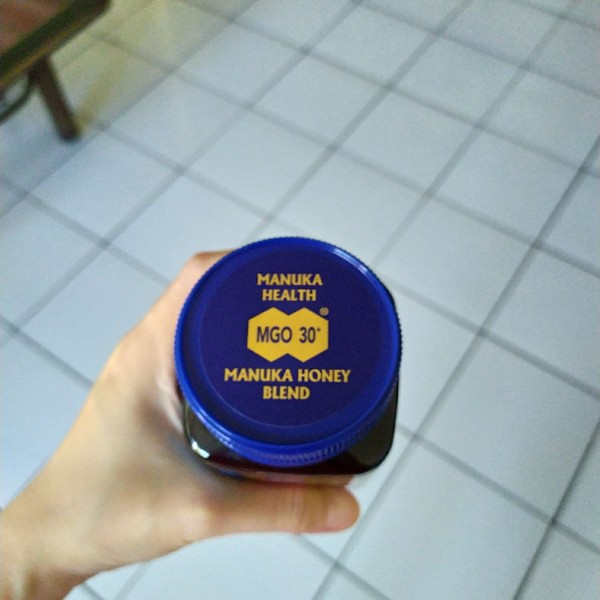 MANUKA
HEALTH
®
MGO 30+
MANUKA HONEY
BLEND